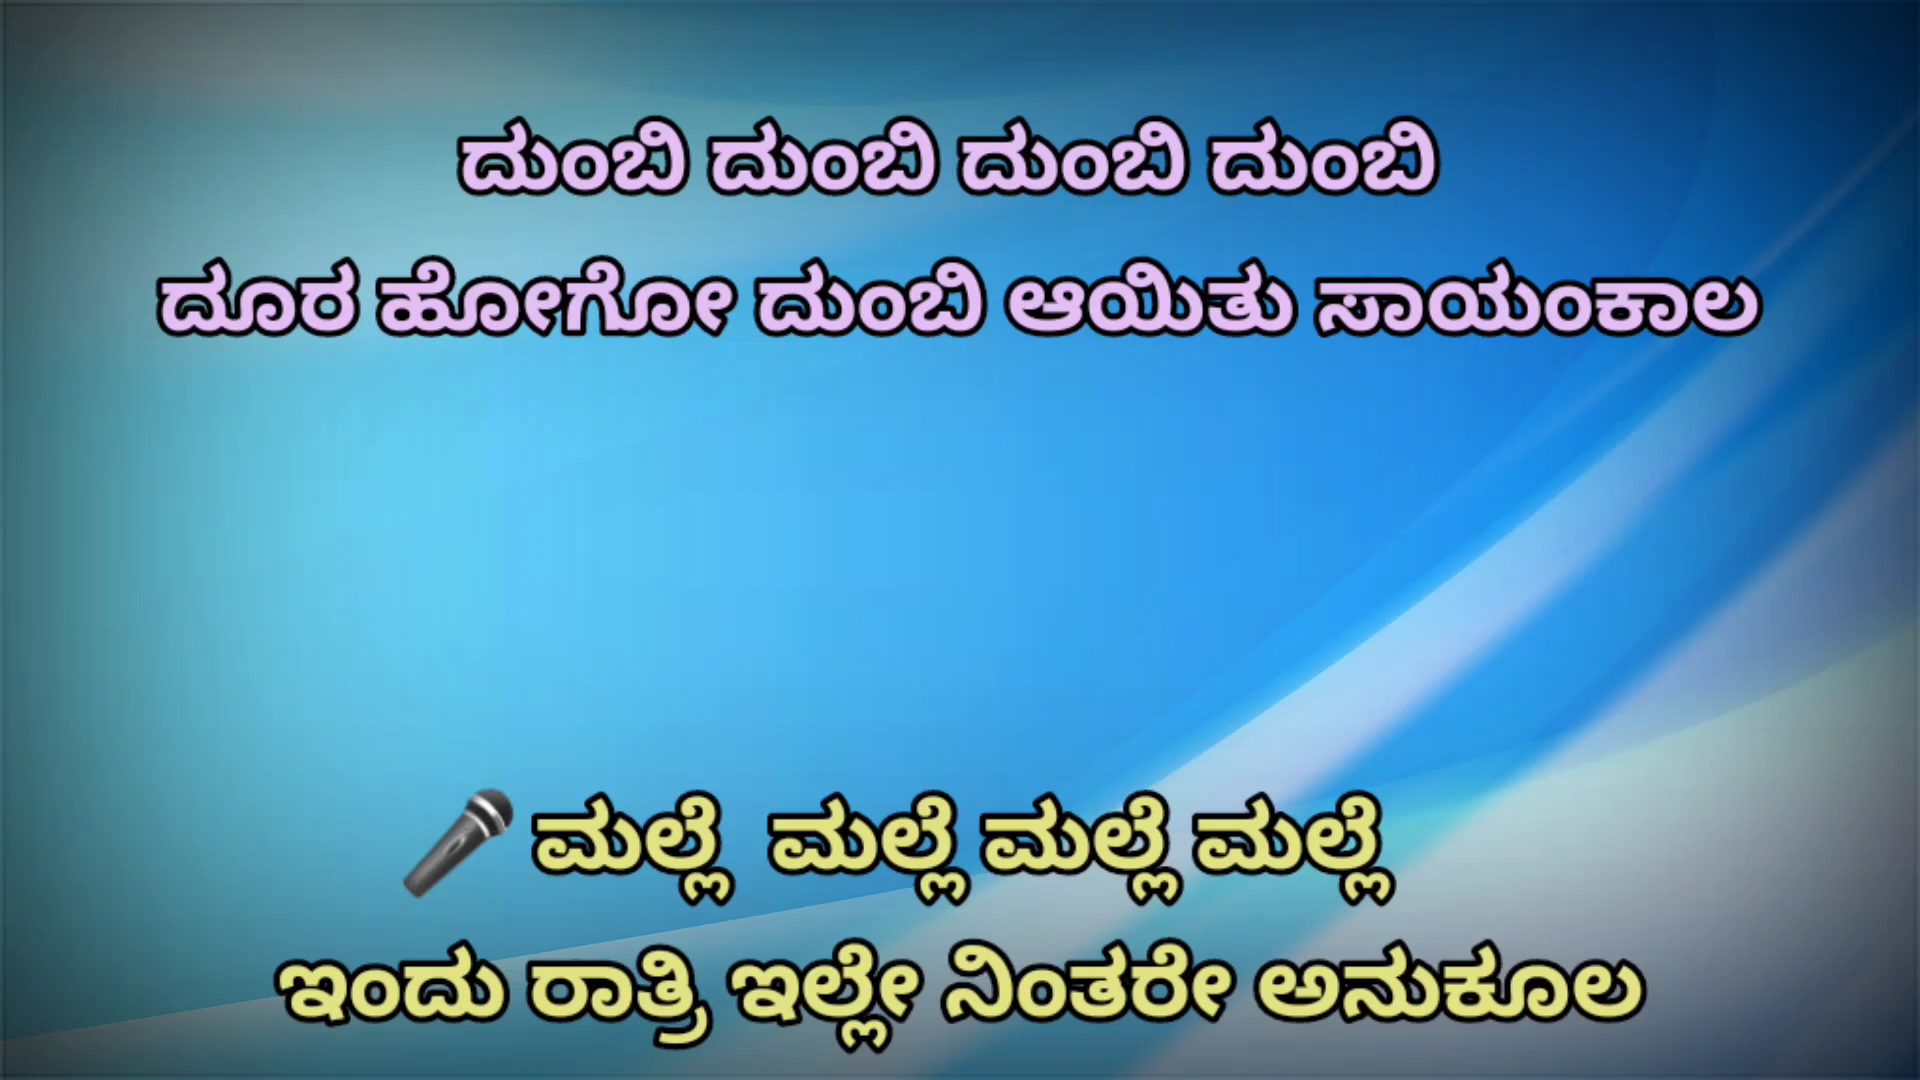 ದುಂಬಿ ದುಂಬಿ ದುಂಬಿ ದುಂಬಿ
ದೂರ ಹೋಗೋ ದುಂಬಿ ಆಯಿತು ಸಾಯಂಕಾಲ
ಮಲ್ಲೆ ಮಲ್ಲೆ ಮಲ್ಲೆ ಮಲ್ಲೆ
ಇಂದು ರಾತ್ರಿ ಇಲ್ಲೇ ನಿಂತರೇ ಅನುಕೂಲ